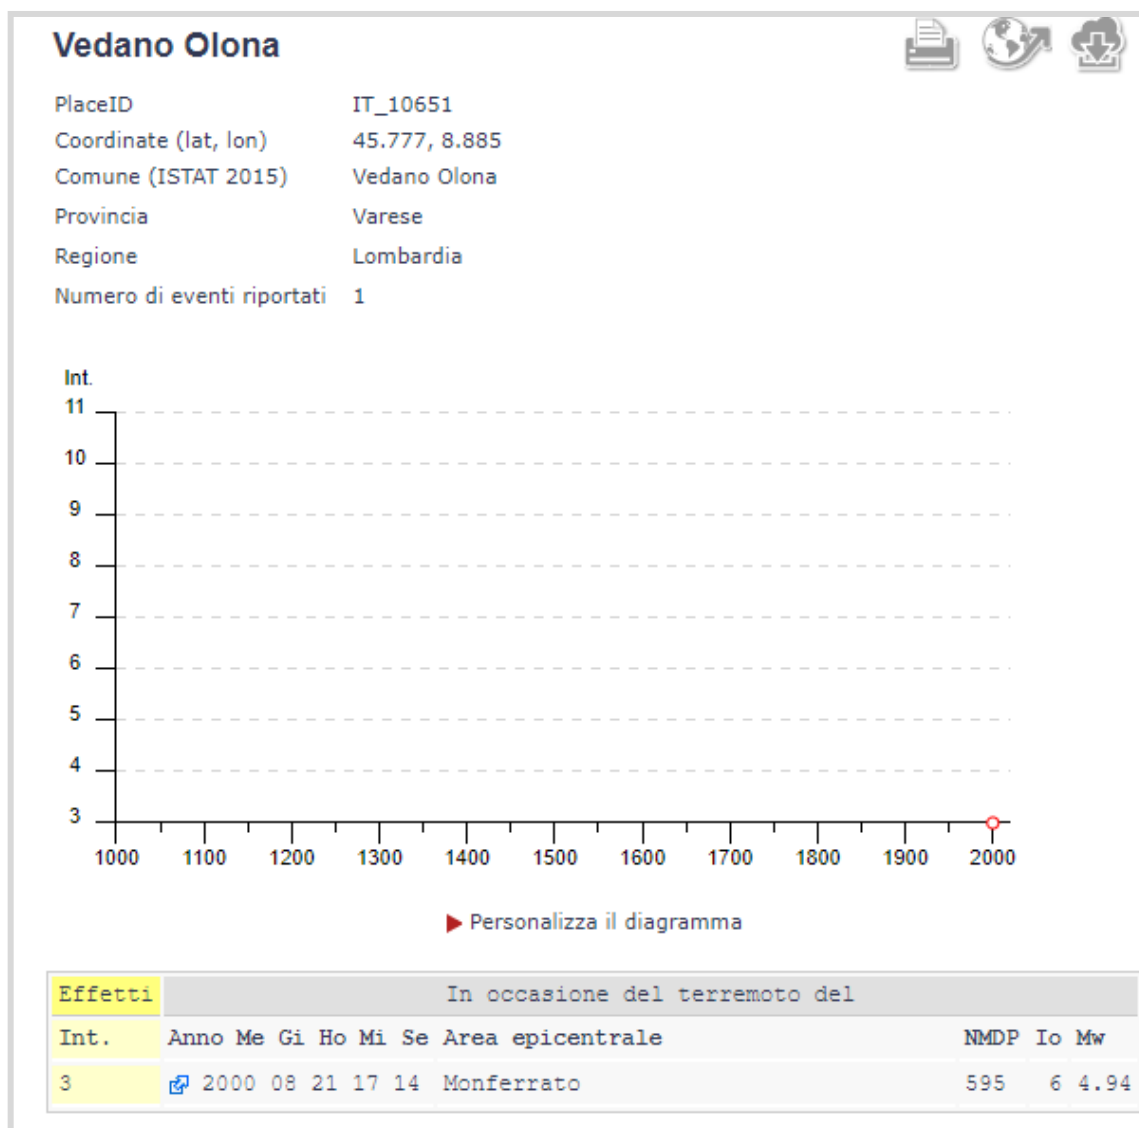 Vedano Olona
PlaceID IT_10651
Coordinate (lat, lon) 45.777, 8.885
Comune (ISTAT 2015) Vedano Olona
Provincia Varese
Regione Lombardia
Numero di eventi riportati 1
Int.
11
10
9
8
7
6
5
4
3
1000 1100 1200 1300 1400 1500 1600 1700 1800 1900 2000
Personalizza il diagramma
Effetti In occasione del terremoto del
Int. Anno Me Gi Ho Mi Se Area epicentrale NMDP Io Mw
3 2000 08 21 17 14 Monferrato 595 6 4.94